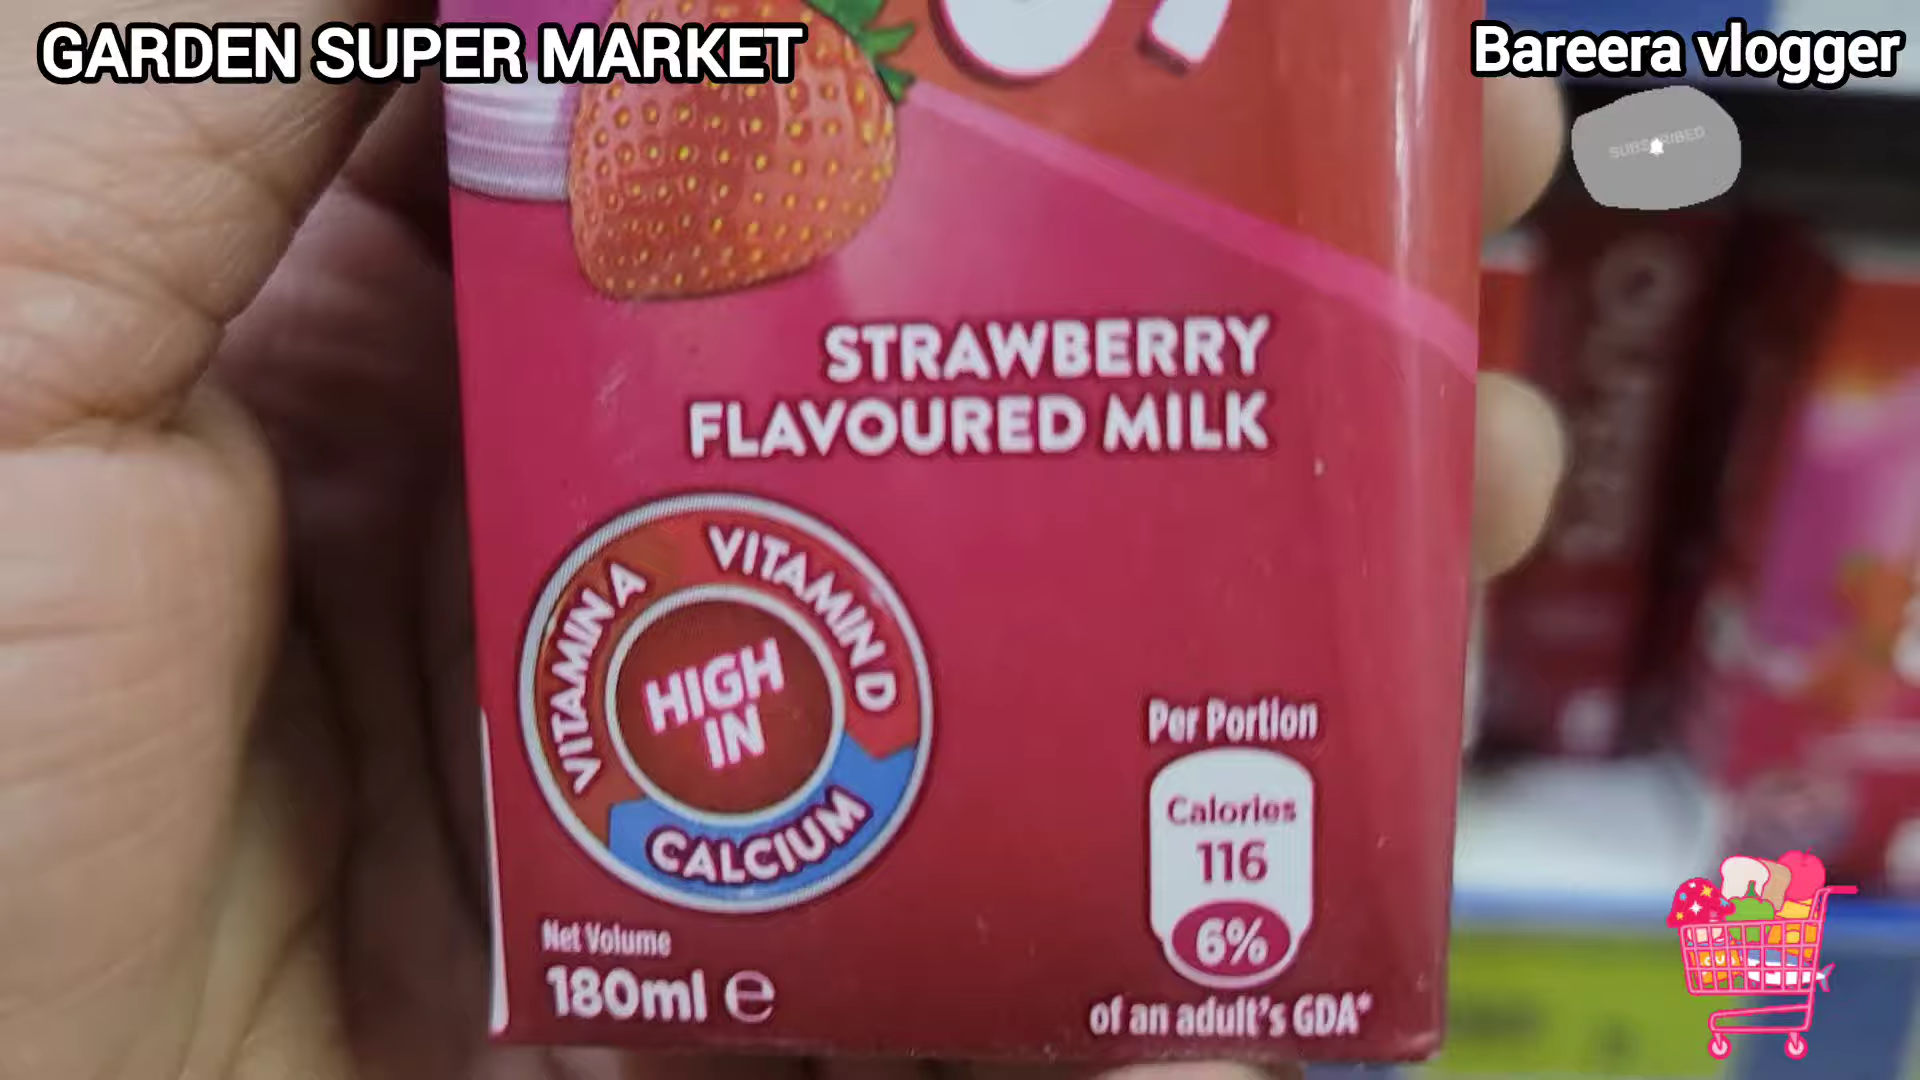 GARDEN SUPER MARKET
Bareera vlogger
SUBSCRIBED
STRAWBERRY
FLAVOURED MILK
VITAMIN A
VITAMIN D
CALCIUM
HIGH
IN
Per Portion
Calories
116
6%
of an adult's GDA*
Net Volume
180ml ℮